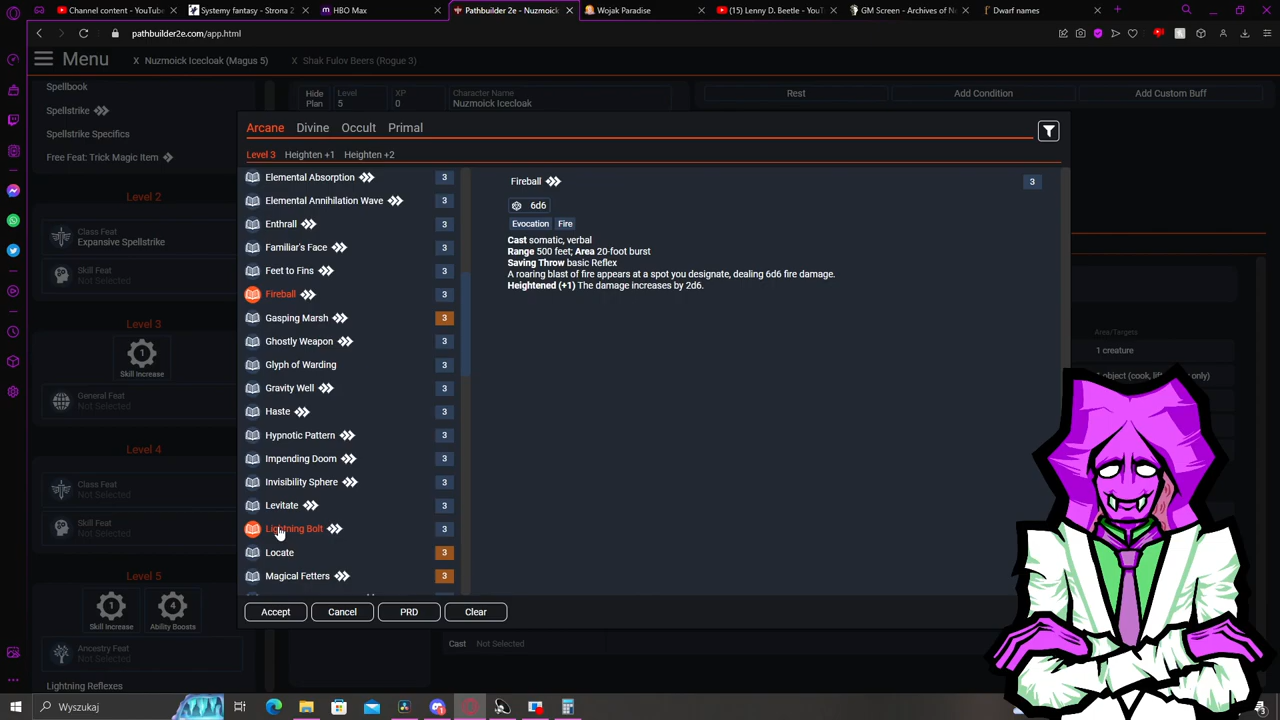 Channel content - YouTube
Systemy fantasy - Strona 2
HBO Max
Pathbuilder 2e - Nuzmoick
Wojak Paradise
(15) Lenny D. Beetle - YouT
GM Screen - Archives of N
Dwarf names
pathbuilder2e.com/app.html
Menu
X Nuzmoick Icecloak (Magus 5)
X Shak Fulov Beers (Rogue 3)
Spellbook
Spellstrike
Spellstrike Specifics
Free Feat: Trick Magic Item
Level 2
Class Feat
Expansive Spellstrike
Skill Feat
Not Selected
Level 3
1
Skill Increase
General Feat
Not Selected
Level 4
Class Feat
Not Selected
Skill Feat
Not Selected
Level 5
1
Skill Increase
4
Ability Boosts
Ancestry Feat
Not Selected
Lightning Reflexes
Hide
Plan
Level
5
XP
0
Character Name
Nuzmoick Icecloak
Rest
Add Condition
Add Custom Buff
Arcane Divine Occult Primal
Level 3 Heighten +1 Heighten +2
Elemental Absorption 3
Elemental Annihilation Wave 3
Enthrall 3
Familiar's Face 3
Feet to Fins 3
Fireball 3
Gasping Marsh 3
Ghostly Weapon 3
Glyph of Warding 3
Gravity Well 3
Haste 3
Hypnotic Pattern 3
Impending Doom 3
Invisibility Sphere 3
Levitate 3
Lightning Bolt 3
Locate 3
Magical Fetters 3
Fireball 3
6d6
Evocation Fire
Cast somatic, verbal
Range 500 feet; Area 20-foot burst
Saving Throw basic Reflex
A roaring blast of fire appears at a spot you designate, dealing 6d6 fire damage.
Heightened (+1) The damage increases by 2d6.
Accept Cancel PRD Clear
Area/Targets
1 creature
Cast Not Selected
Wyszukaj